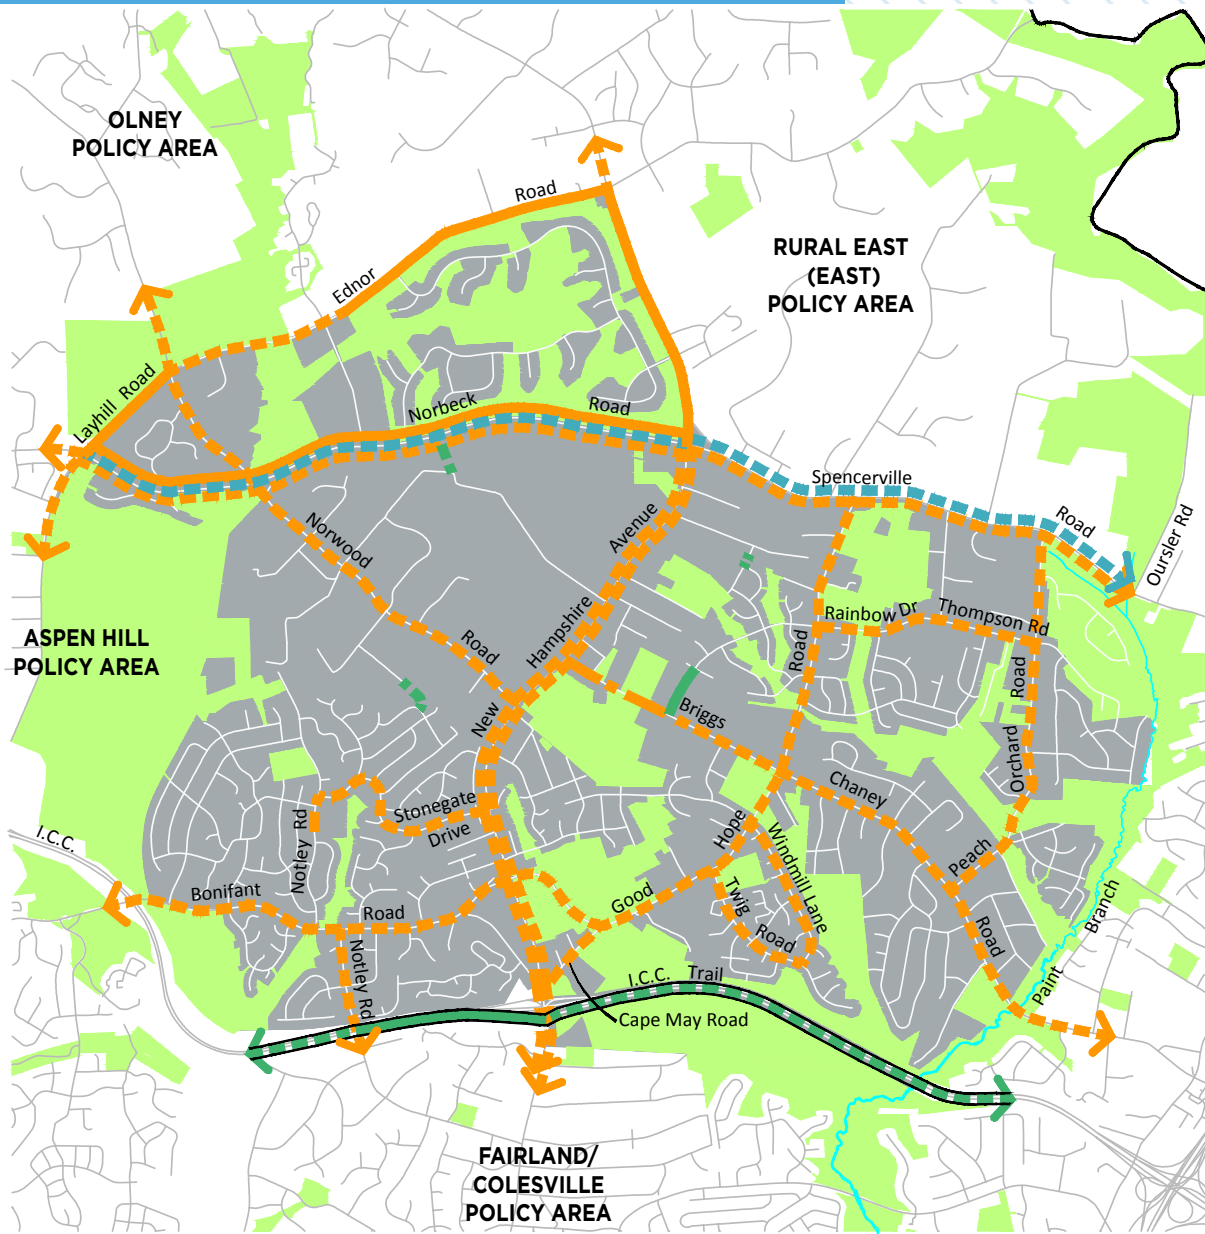 OLNEY
POLICY AREA
Road
RURAL EAST
(EAST)
POLICY AREA
Ednor
Layhill Road
Norbeck
Road
Spencerville
Road
Oursler Rd
Avenue
Norwood
Hampshire
Rainbow Dr
Thompson Rd
ASPEN HILL
POLICY AREA
Road
Road
Road
New
Briggs
Orchard
Chaney
Stonegate
Drive
Notley Rd
Hope
Windmill Lane
I.C.C.
Peach
Bonifant
Road
Good
Twig
Road
Branch
Road
Notley Rd
I.C.C. Trail
Paint
Cape May Road
FAIRLAND/
COLESVILLE
POLICY AREA